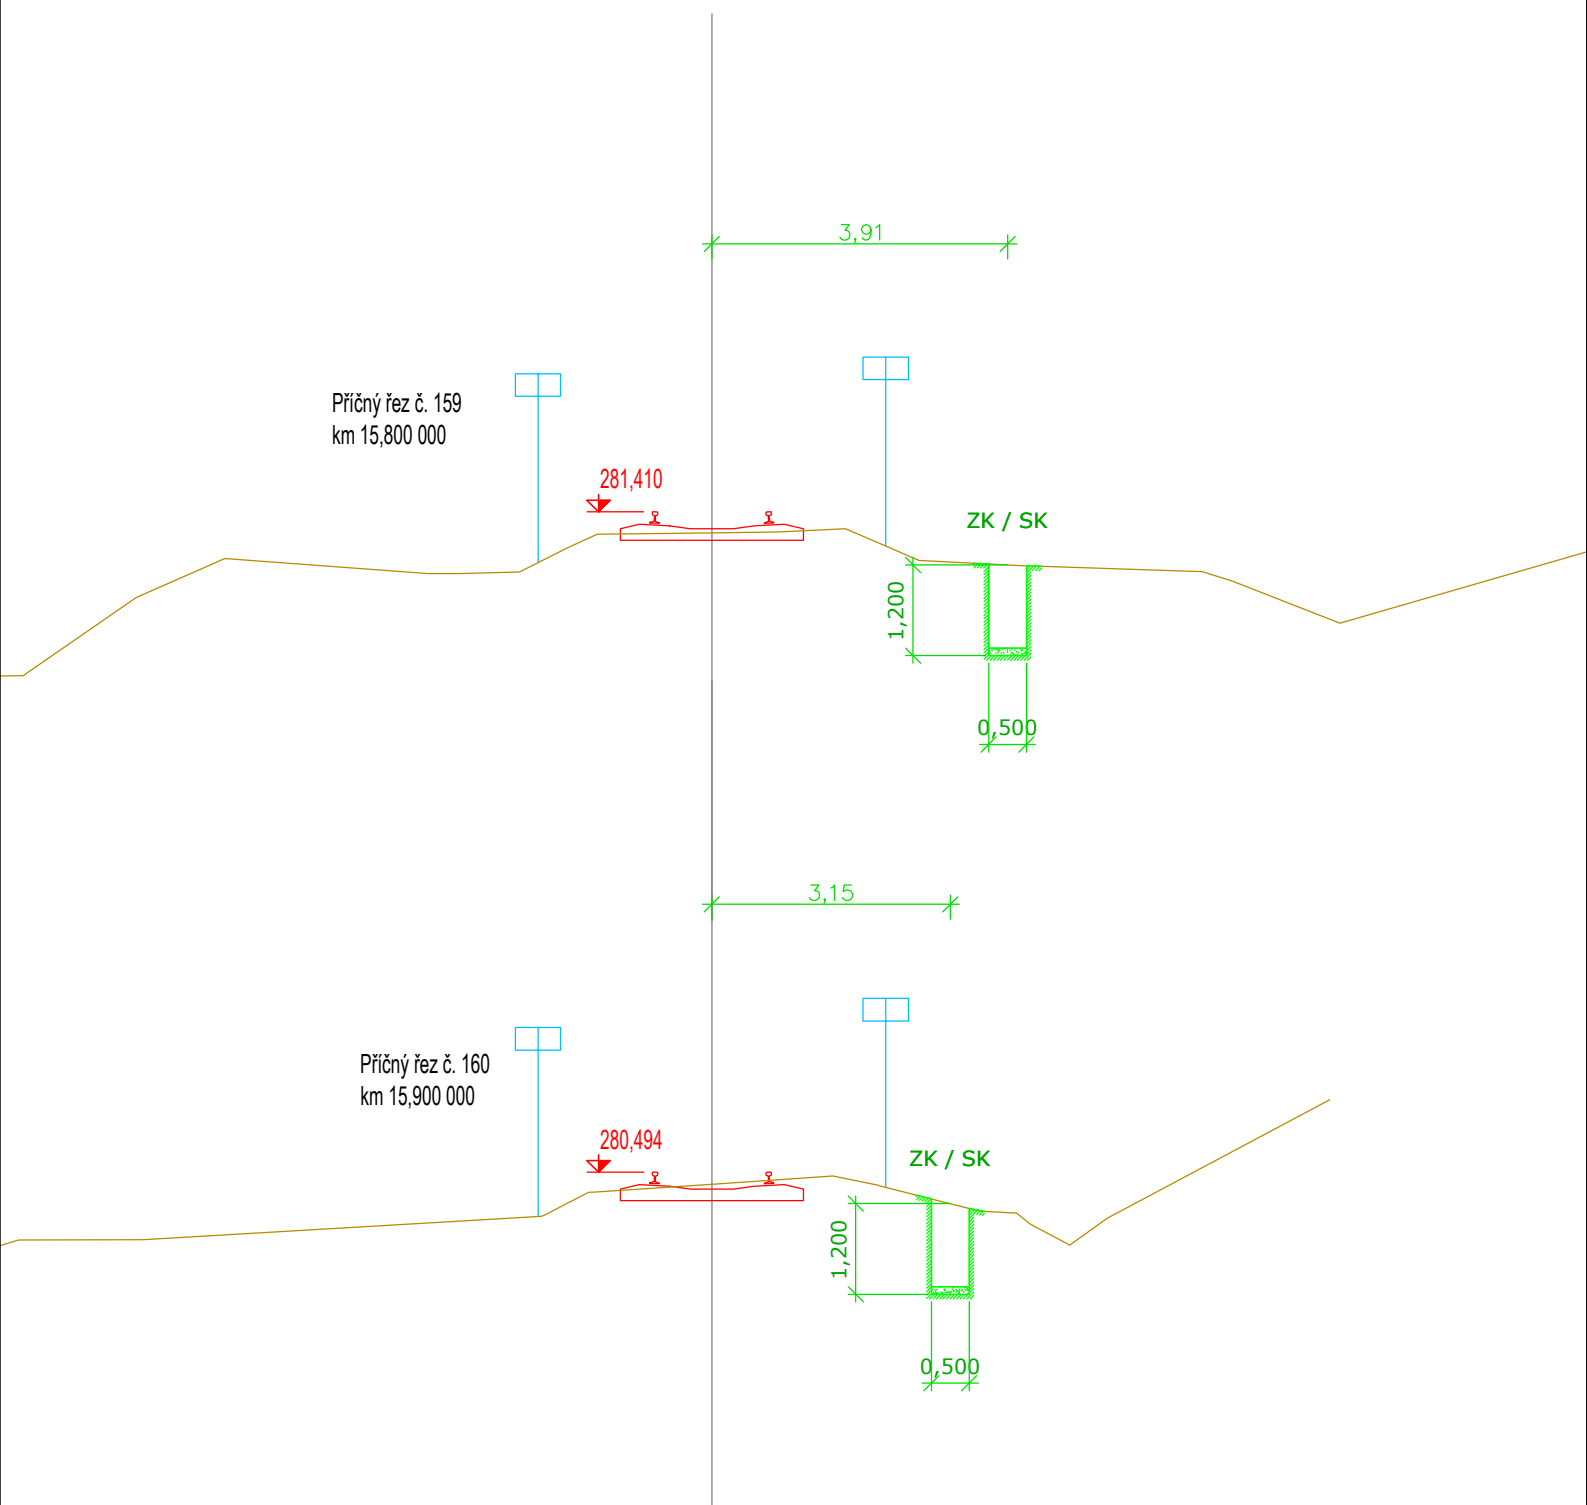 3,91
Příčný řez č. 159
km 15,800 000
281,410
ZK / SK
1,200
0,500
3,15
Příčný řez č. 160
km 15,900 000
280,494
ZK / SK
1,200
0,500